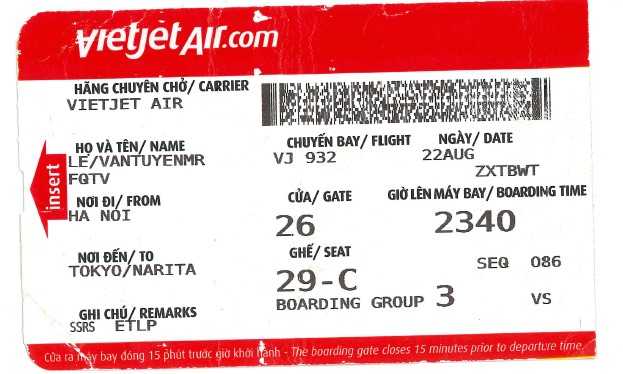 vietjetAir.com
HÃNG CHUYÊN CHỞ/ CARRIER
VIETJET AIR
HỌ VÀ TÊN/ NAME
LE/VANTUYENMR
FQTV
CHUYẾN BAY/ FLIGHT NGÀY/ DATE
VJ 932 22AUG
ZXTBWT
insert
NƠI ĐI/ FROM
HA NOI
CỬA/ GATE GIỜ LÊN MÁY BAY/ BOARDING TIME
26 2340
NƠI ĐẾN/ TO
TOKYO/NARITA
GHẾ/ SEAT
29-C SEQ 086
BOARDING GROUP 3 VS
GHI CHÚ/ REMARKS
SSRS ETLP
Cửa ra máy bay đóng 15 phút trước giờ khởi hành - The boarding gate closes 15 minutes prior to departure time.